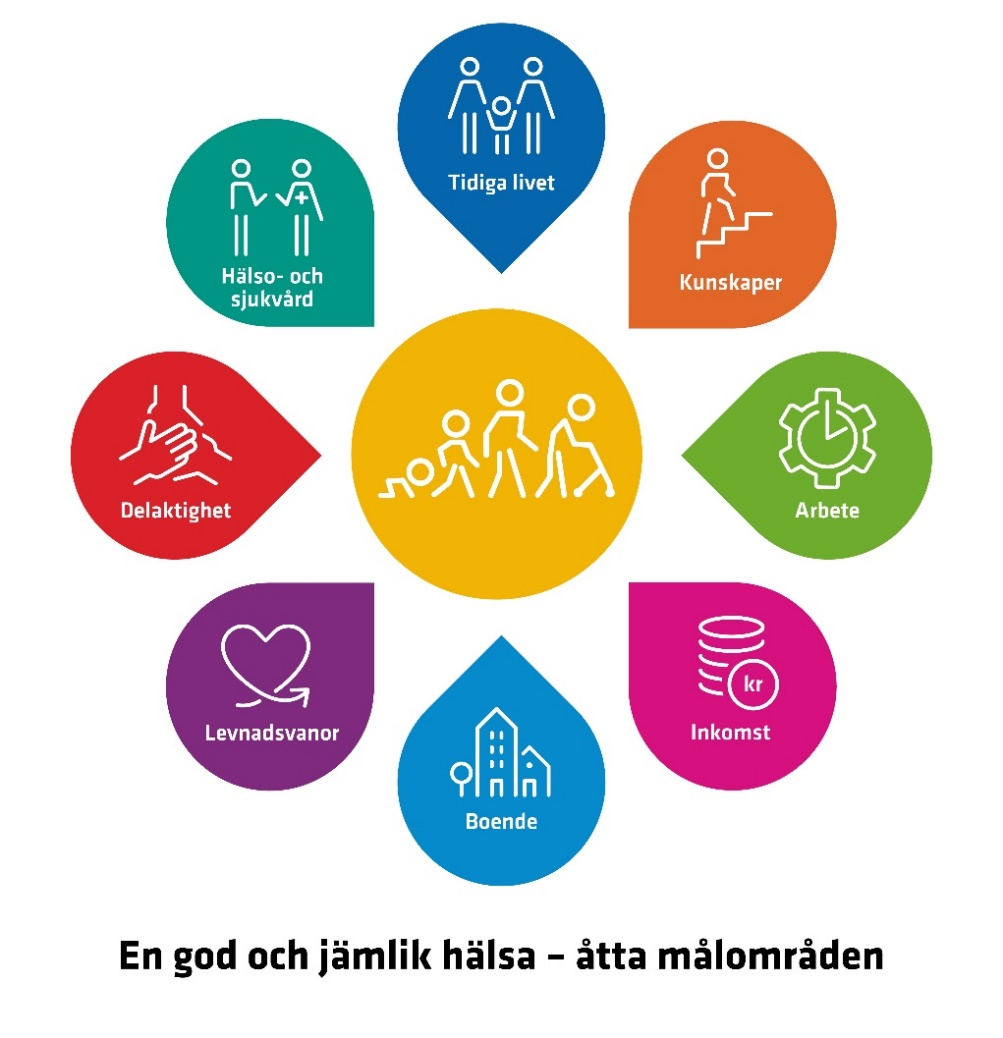 Tidiga livet
Kunskaper
Arbete
kr
Inkomst
Boende
Levnadsvanor
Delaktighet
Hälso- och
sjukvård
En god och jämlik hälsa – åtta målområden